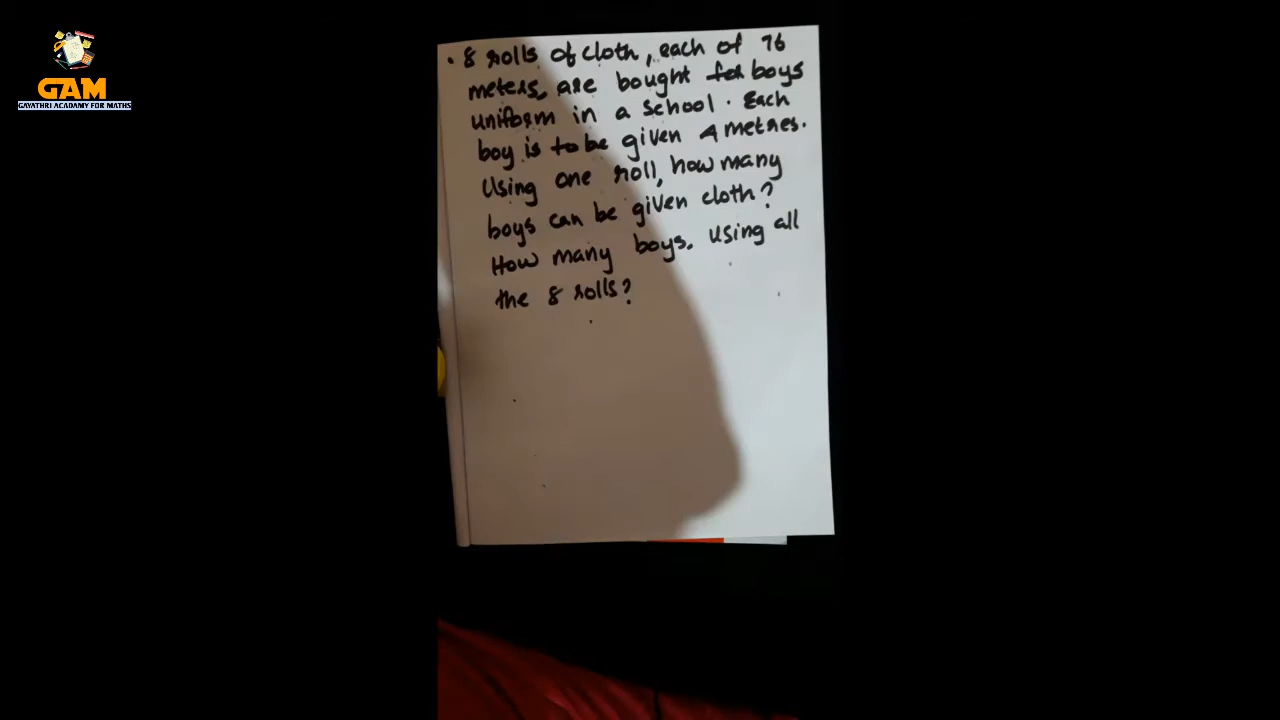 GAM
GAYATHRI ACADAMY FOR MATHS
• 8 rolls of cloth, each of 76
meters, are bought for boys
uniform in a school. Each
boy is to be given 4 metres.
Using one roll, how many
boys can be given cloth?
How many boys. using all
the 8 rolls?